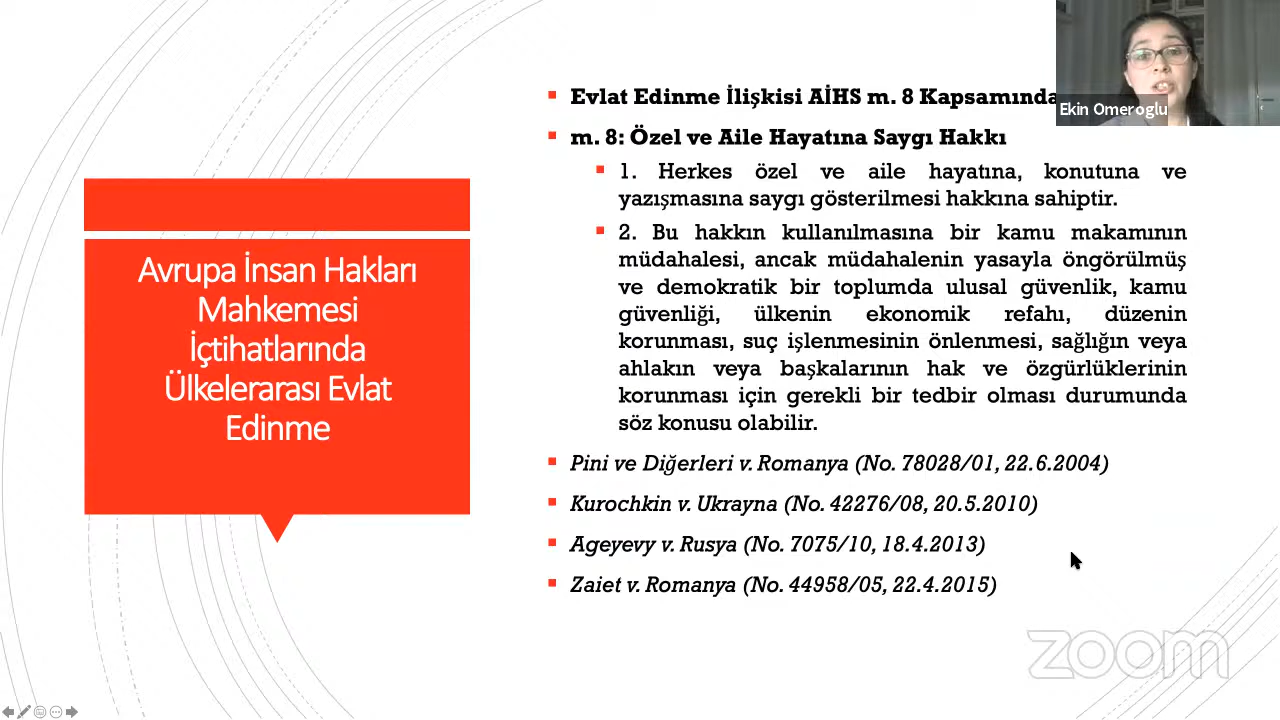 Evlat Edinme İlişkisi AİHS m. 8 Kapsamında
Ekin Omeroglu
m. 8: Özel ve Aile Hayatına Saygı Hakkı
1. Herkes özel ve aile hayatına, konutuna ve
yazışmasına saygı gösterilmesi hakkına sahiptir.
2. Bu hakkın kullanılmasına bir kamu makamının
müdahalesi, ancak müdahalenin yasayla öngörülmüş
ve demokratik bir toplumda ulusal güvenlik, kamu
güvenliği, ülkenin ekonomik refahı, düzenin
korunması, suç işlenmesinin önlenmesi, sağlığın veya
ahlakın veya başkalarının hak ve özgürlüklerinin
korunması için gerekli bir tedbir olması durumunda
söz konusu olabilir.
Pini ve Diğerleri v. Romanya (No. 78028/01, 22.6.2004)
Kurochkin v. Ukrayna (No. 42276/08, 20.5.2010)
Ageyevy v. Rusya (No. 7075/10, 18.4.2013)
Zaiet v. Romanya (No. 44958/05, 22.4.2015)
Avrupa İnsan Hakları
Mahkemesi
İçtihatlarında
Ülkelerarası Evlat
Edinme
zoom